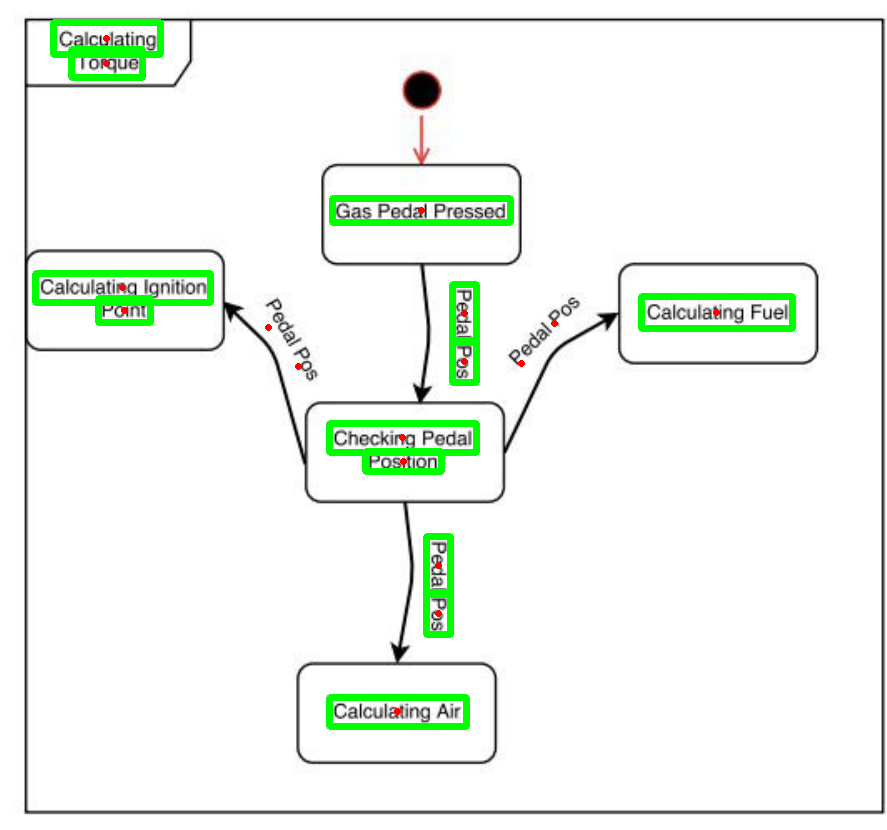 Calculating
Torque
Gas Pedal Pressed
Calculating Ignition
Point
Pedal Pos
Pedal Pos
Pedal Pos
Calculating Fuel
Checking Pedal
Position
Pedal Pos
Calculating Air